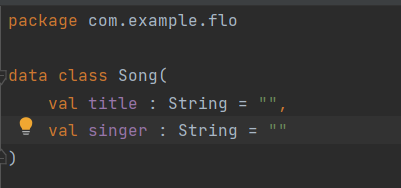 package com.example.flo
data class Song(
val title : String = "",
val singer : String = ""
)